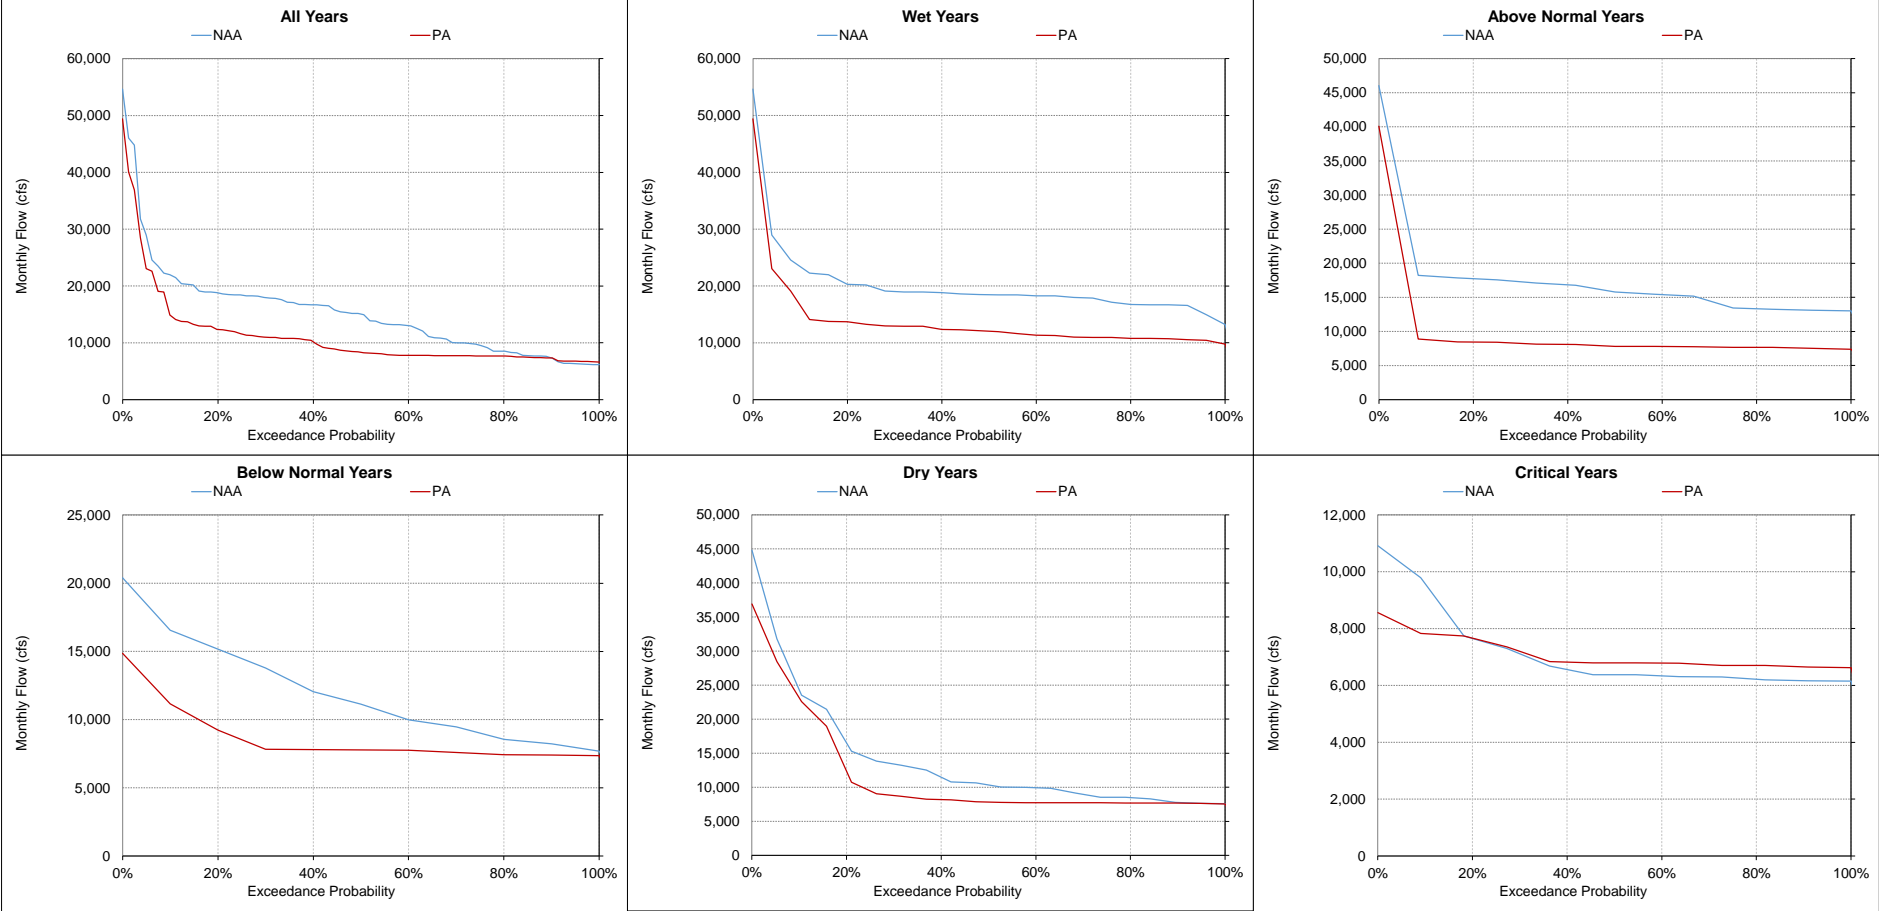 All Years
NAA PA
60,000
50,000
40,000
30,000
20,000
10,000
0
Monthly Flow (cfs)
0% 20% 40% 60% 80% 100%
Exceedance Probability
Wet Years
NAA PA
60,000
50,000
40,000
30,000
20,000
10,000
0
Monthly Flow (cfs)
0% 20% 40% 60% 80% 100%
Exceedance Probability
Above Normal Years
NAA PA
50,000
45,000
40,000
35,000
30,000
25,000
20,000
15,000
10,000
5,000
0
Monthly Flow (cfs)
0% 20% 40% 60% 80% 100%
Exceedance Probability
Below Normal Years
NAA PA
25,000
20,000
15,000
10,000
5,000
0
Monthly Flow (cfs)
0% 20% 40% 60% 80% 100%
Exceedance Probability
Dry Years
NAA PA
50,000
45,000
40,000
35,000
30,000
25,000
20,000
15,000
10,000
5,000
0
Monthly Flow (cfs)
0% 20% 40% 60% 80% 100%
Exceedance Probability
Critical Years
NAA PA
12,000
10,000
8,000
6,000
4,000
2,000
0
Monthly Flow (cfs)
0% 20% 40% 60% 80% 100%
Exceedance Probability